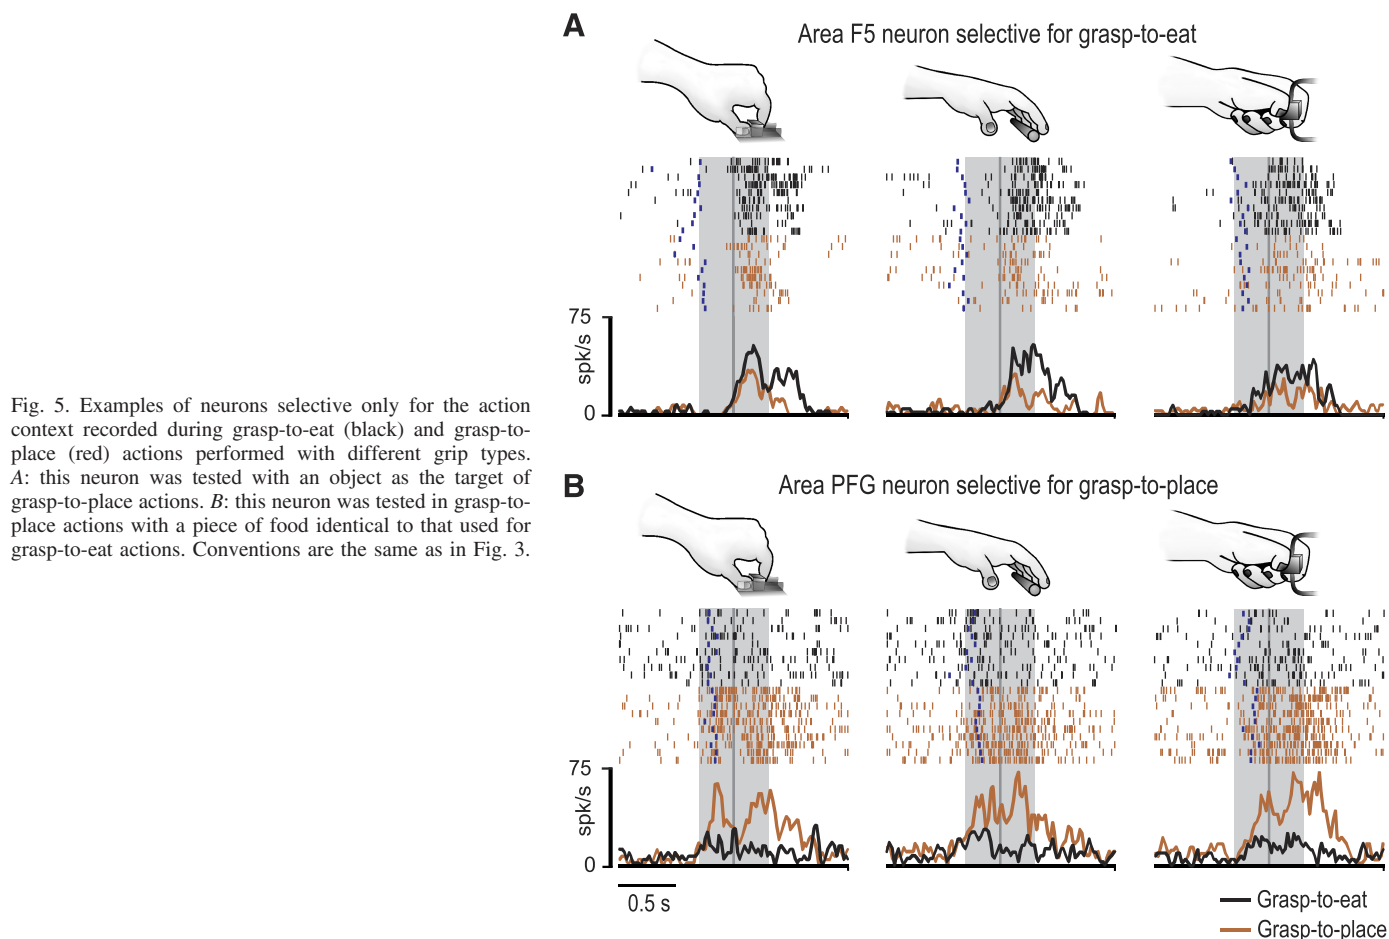 Fig. 5. Examples of neurons selective only for the action
context recorded during grasp-to-eat (black) and grasp-to-
place (red) actions performed with different grip types.
A: this neuron was tested with an object as the target of
grasp-to-place actions. B: this neuron was tested in grasp-to-
place actions with a piece of food identical to that used for
grasp-to-eat actions. Conventions are the same as in Fig. 3.
A
Area F5 neuron selective for grasp-to-eat
75
spk/s
0
B
Area PFG neuron selective for grasp-to-place
75
spk/s
0
0.5 s
Grasp-to-eat
Grasp-to-place